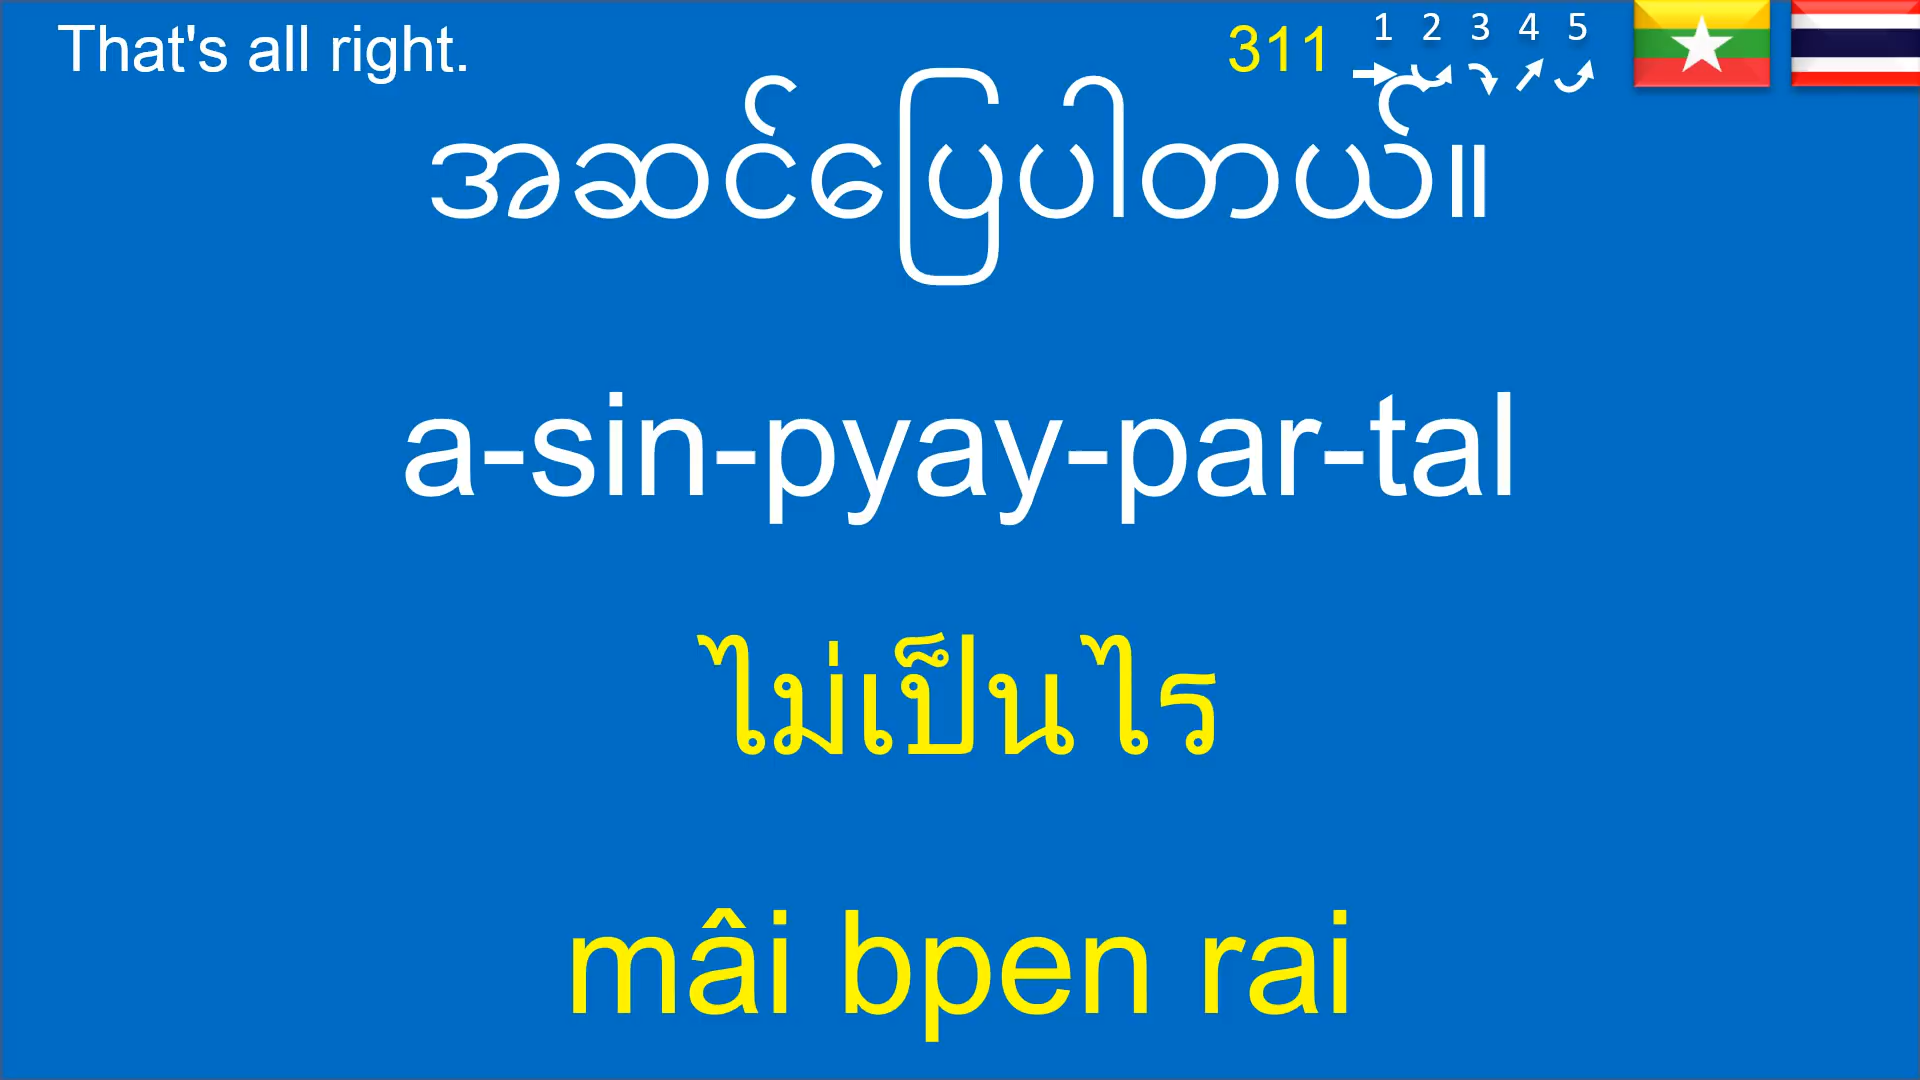 That's all right.
311 1 2 3 4 5
အဆင်ပြေပါတယ်။
a-sin-pyay-par-tal
ไม่เป็นไร
mâi bpen rai